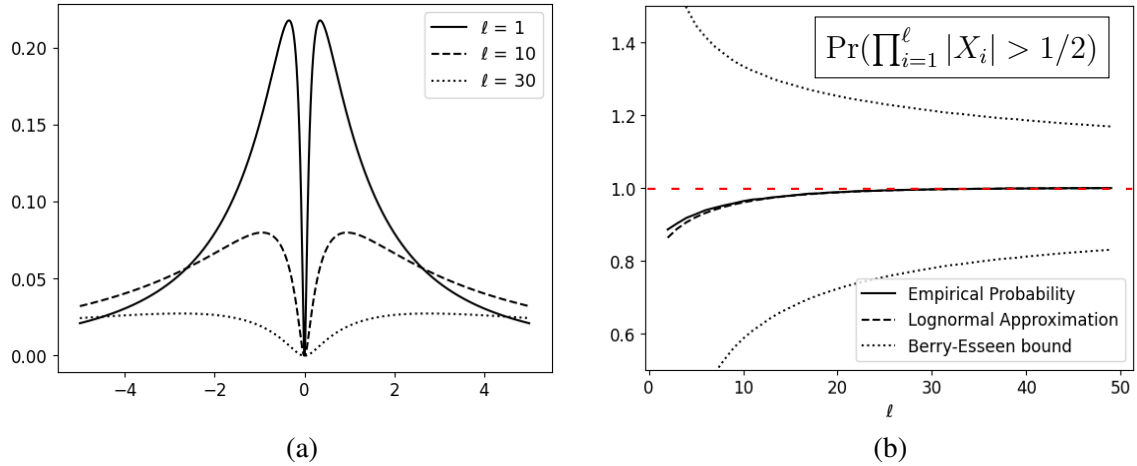 0.20
0.15
0.10
0.05
0.00
−4
−2
0
2
4
ℓ = 1
ℓ = 10
ℓ = 30
(a)
1.4
1.2
1.0
0.8
0.6
0
10
20
30
40
50
ℓ
Pr(∏_{i=1}^{ℓ} |X_i| > 1/2)
Empirical Probability
Lognormal Approximation
Berry-Esseen bound
(b)